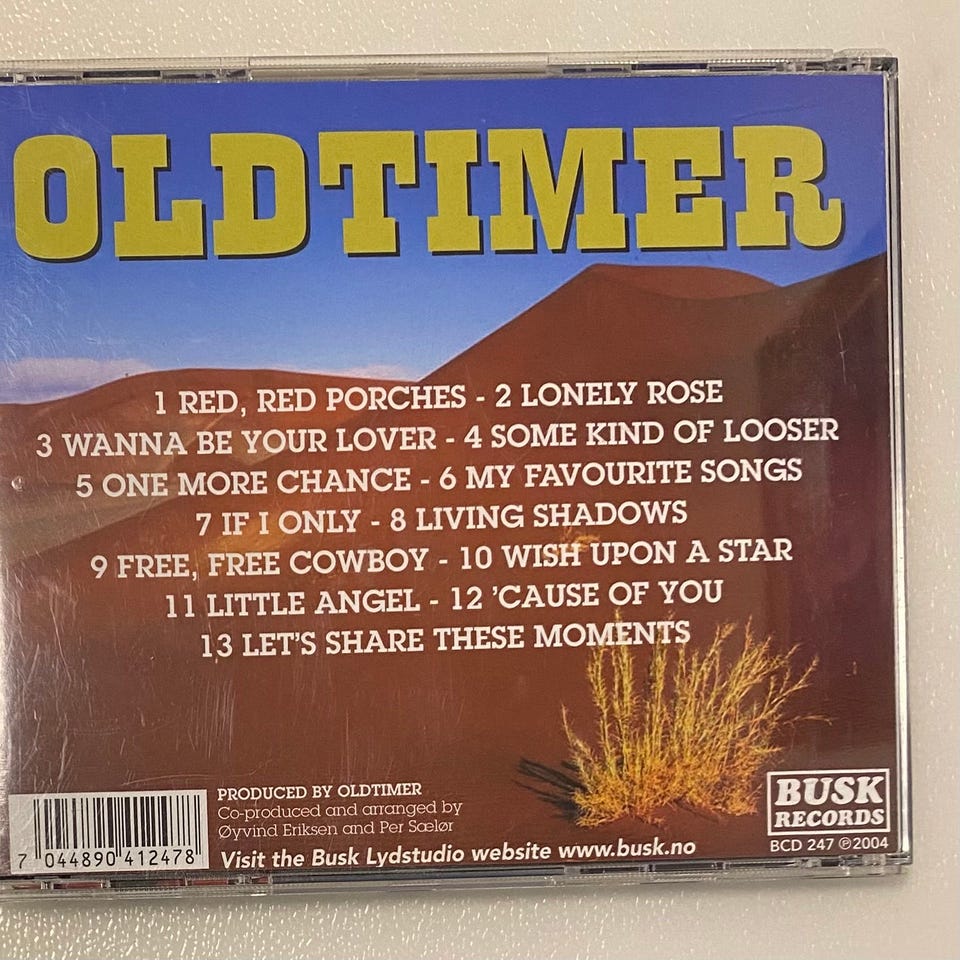 OLDTIMER
1 RED, RED PORCHES - 2 LONELY ROSE
3 WANNA BE YOUR LOVER - 4 SOME KIND OF LOOSER
5 ONE MORE CHANCE - 6 MY FAVOURITE SONGS
7 IF I ONLY - 8 LIVING SHADOWS
9 FREE, FREE COWBOY - 10 WISH UPON A STAR
11 LITTLE ANGEL - 12 'CAUSE OF YOU
13 LET'S SHARE THESE MOMENTS
PRODUCED BY OLDTIMER
Co-produced and arranged by
Øyvind Eriksen and Per Sælør
Visit the Busk Lydstudio website www.busk.no
7 044890 412478
BUSK
RECORDS
BCD 247 ℗2004